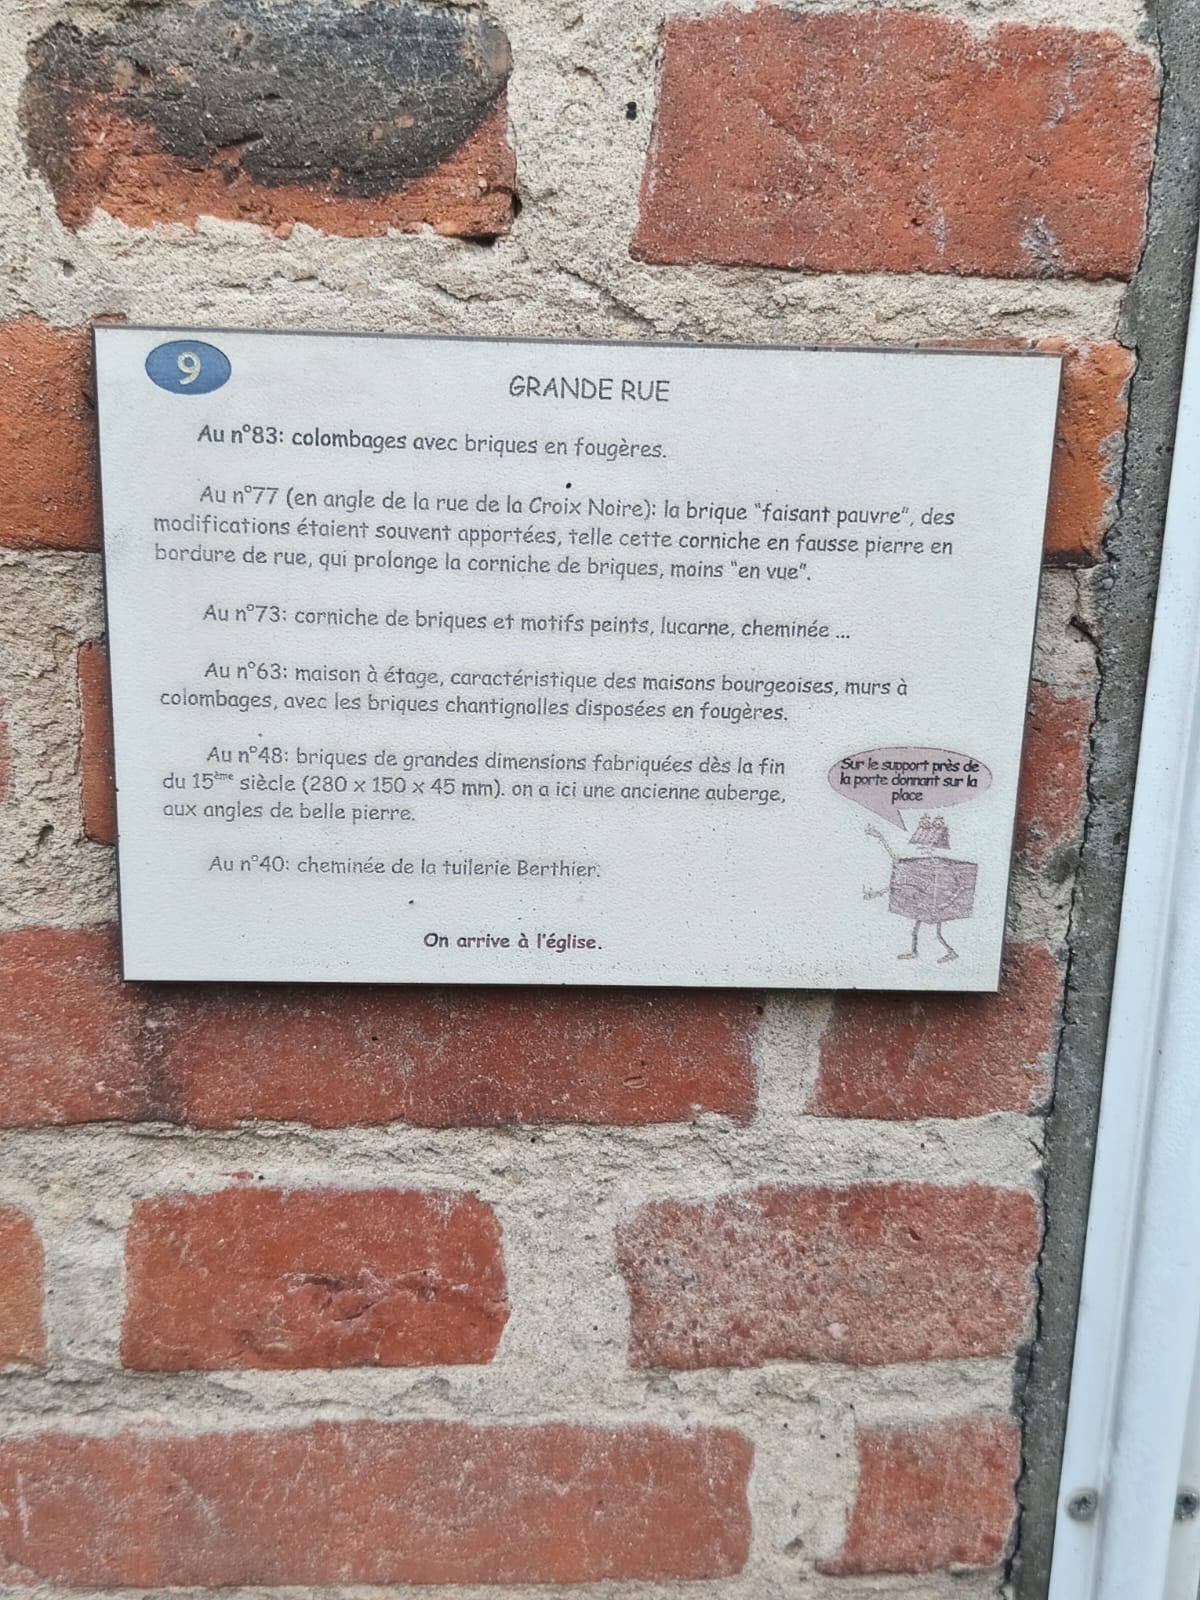 9
GRANDE RUE
Au n°83: colombages avec briques en fougères.
Au n°77 (en angle de la rue de la Croix Noire): la brique "faisant pauvre", des
modifications étaient souvent apportées, telle cette corniche en fausse pierre en
bordure de rue, qui prolonge la corniche de briques, moins "en vue".
Au n°73: corniche de briques et motifs peints, lucarne, cheminée ...
Au n°63: maison à étage, caractéristique des maisons bourgeoises, murs à
colombages, avec les briques chantignolles disposées en fougères.
Au n°48: briques de grandes dimensions fabriquées dès la fin
du 15ème siècle (280 x 150 x 45 mm). on a ici une ancienne auberge,
aux angles de belle pierre.
Sur le support près de
la porte donnant sur la
place
Au n°40: cheminée de la tuilerie Berthier.
On arrive à l'église.